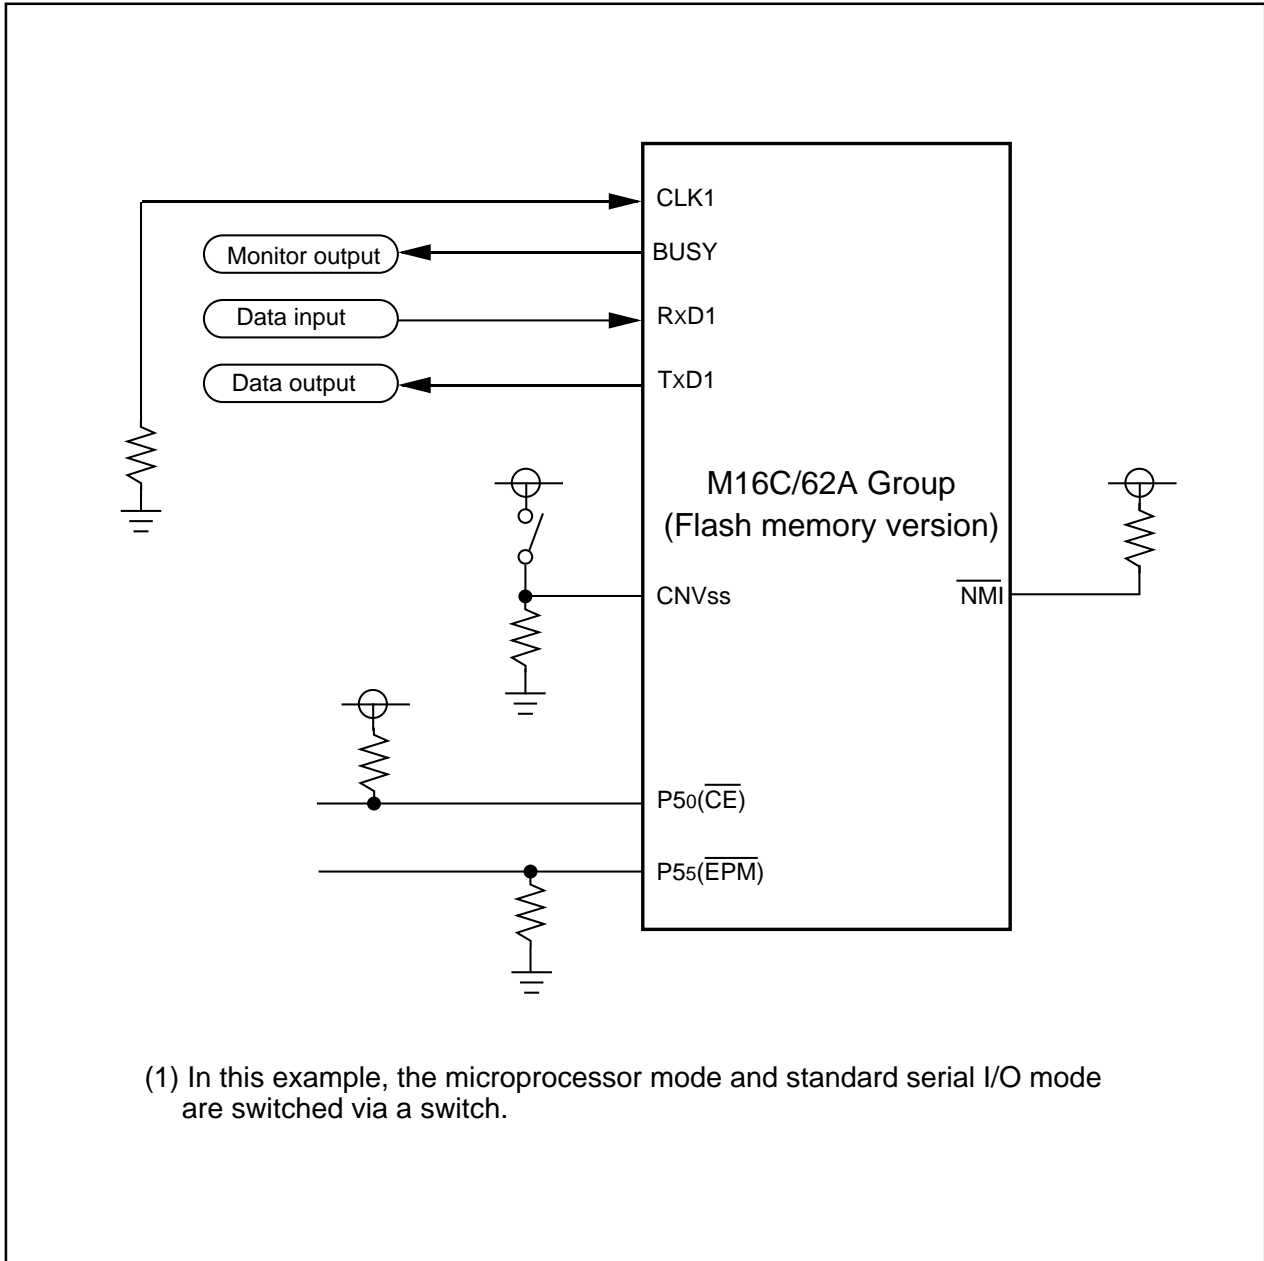 CLK1
Monitor output
BUSY
Data input
RxD1
Data output
TxD1
M16C/62A Group
(Flash memory version)
CNVss
NMI
P50(CE)
P55(EPM)
(1) In this example, the microprocessor mode and standard serial I/O mode
are switched via a switch.